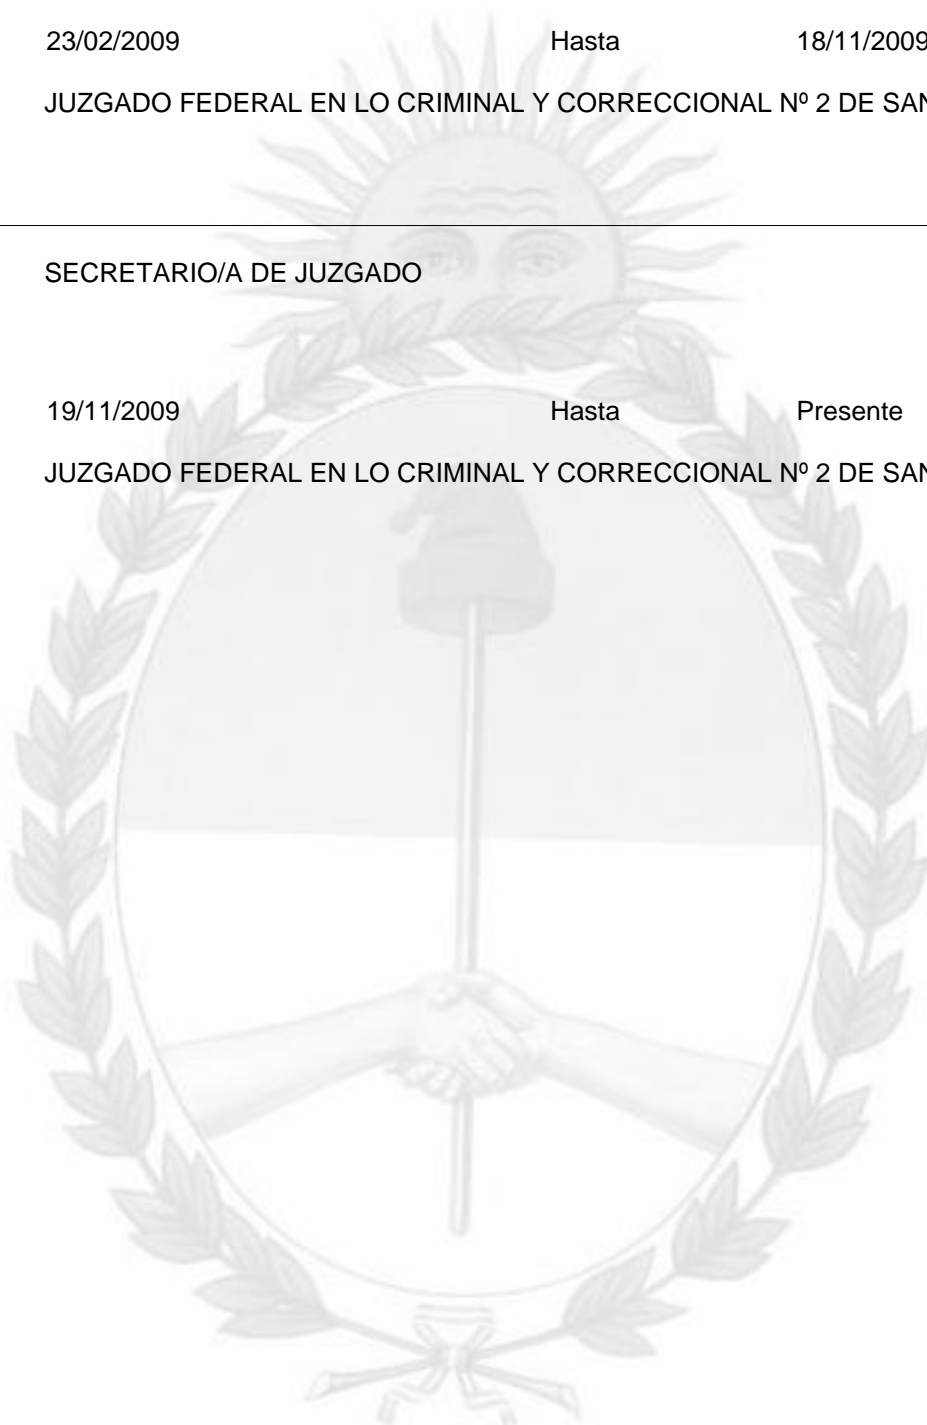 23/02/2009 Hasta 18/11/2009
JUZGADO FEDERAL EN LO CRIMINAL Y CORRECCIONAL Nº 2 DE SAN
SECRETARIO/A DE JUZGADO
19/11/2009 Hasta Presente
JUZGADO FEDERAL EN LO CRIMINAL Y CORRECCIONAL Nº 2 DE SAN